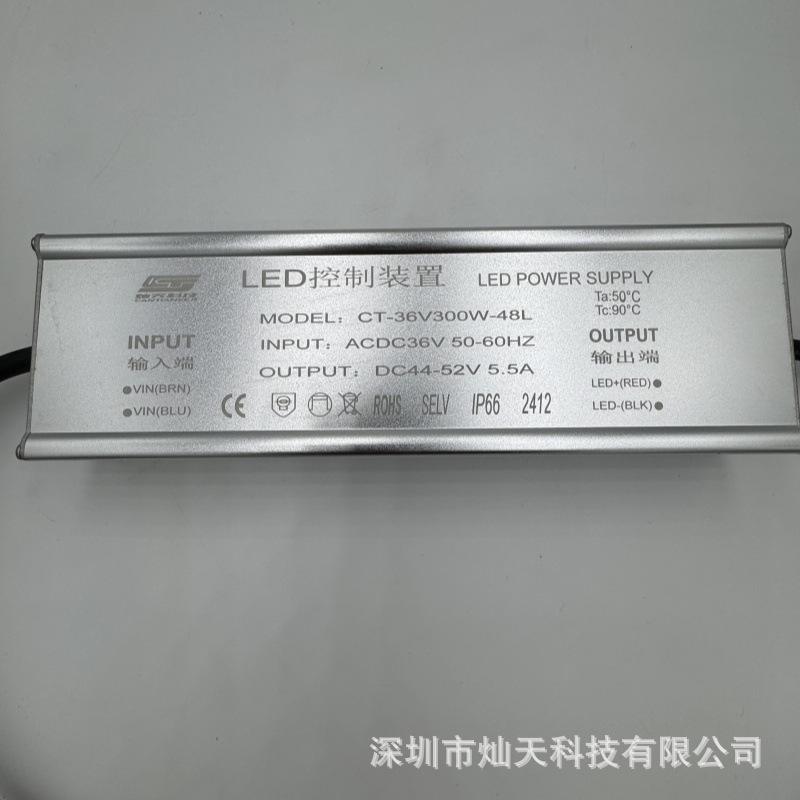 LED控制装置 LED POWER SUPPLY
Ta:50°C
Tc:90°C
MODEL: CT-36V300W-48L
INPUT: ACDC36V 50-60HZ
OUTPUT: DC44-52V 5.5A
INPUT
输入端
VIN(BRN)
VIN(BLU)
CE ROHS SELV IP66 2412
OUTPUT
输出端
LED+(RED)
LED-(BLK)
深圳市灿天科技有限公司